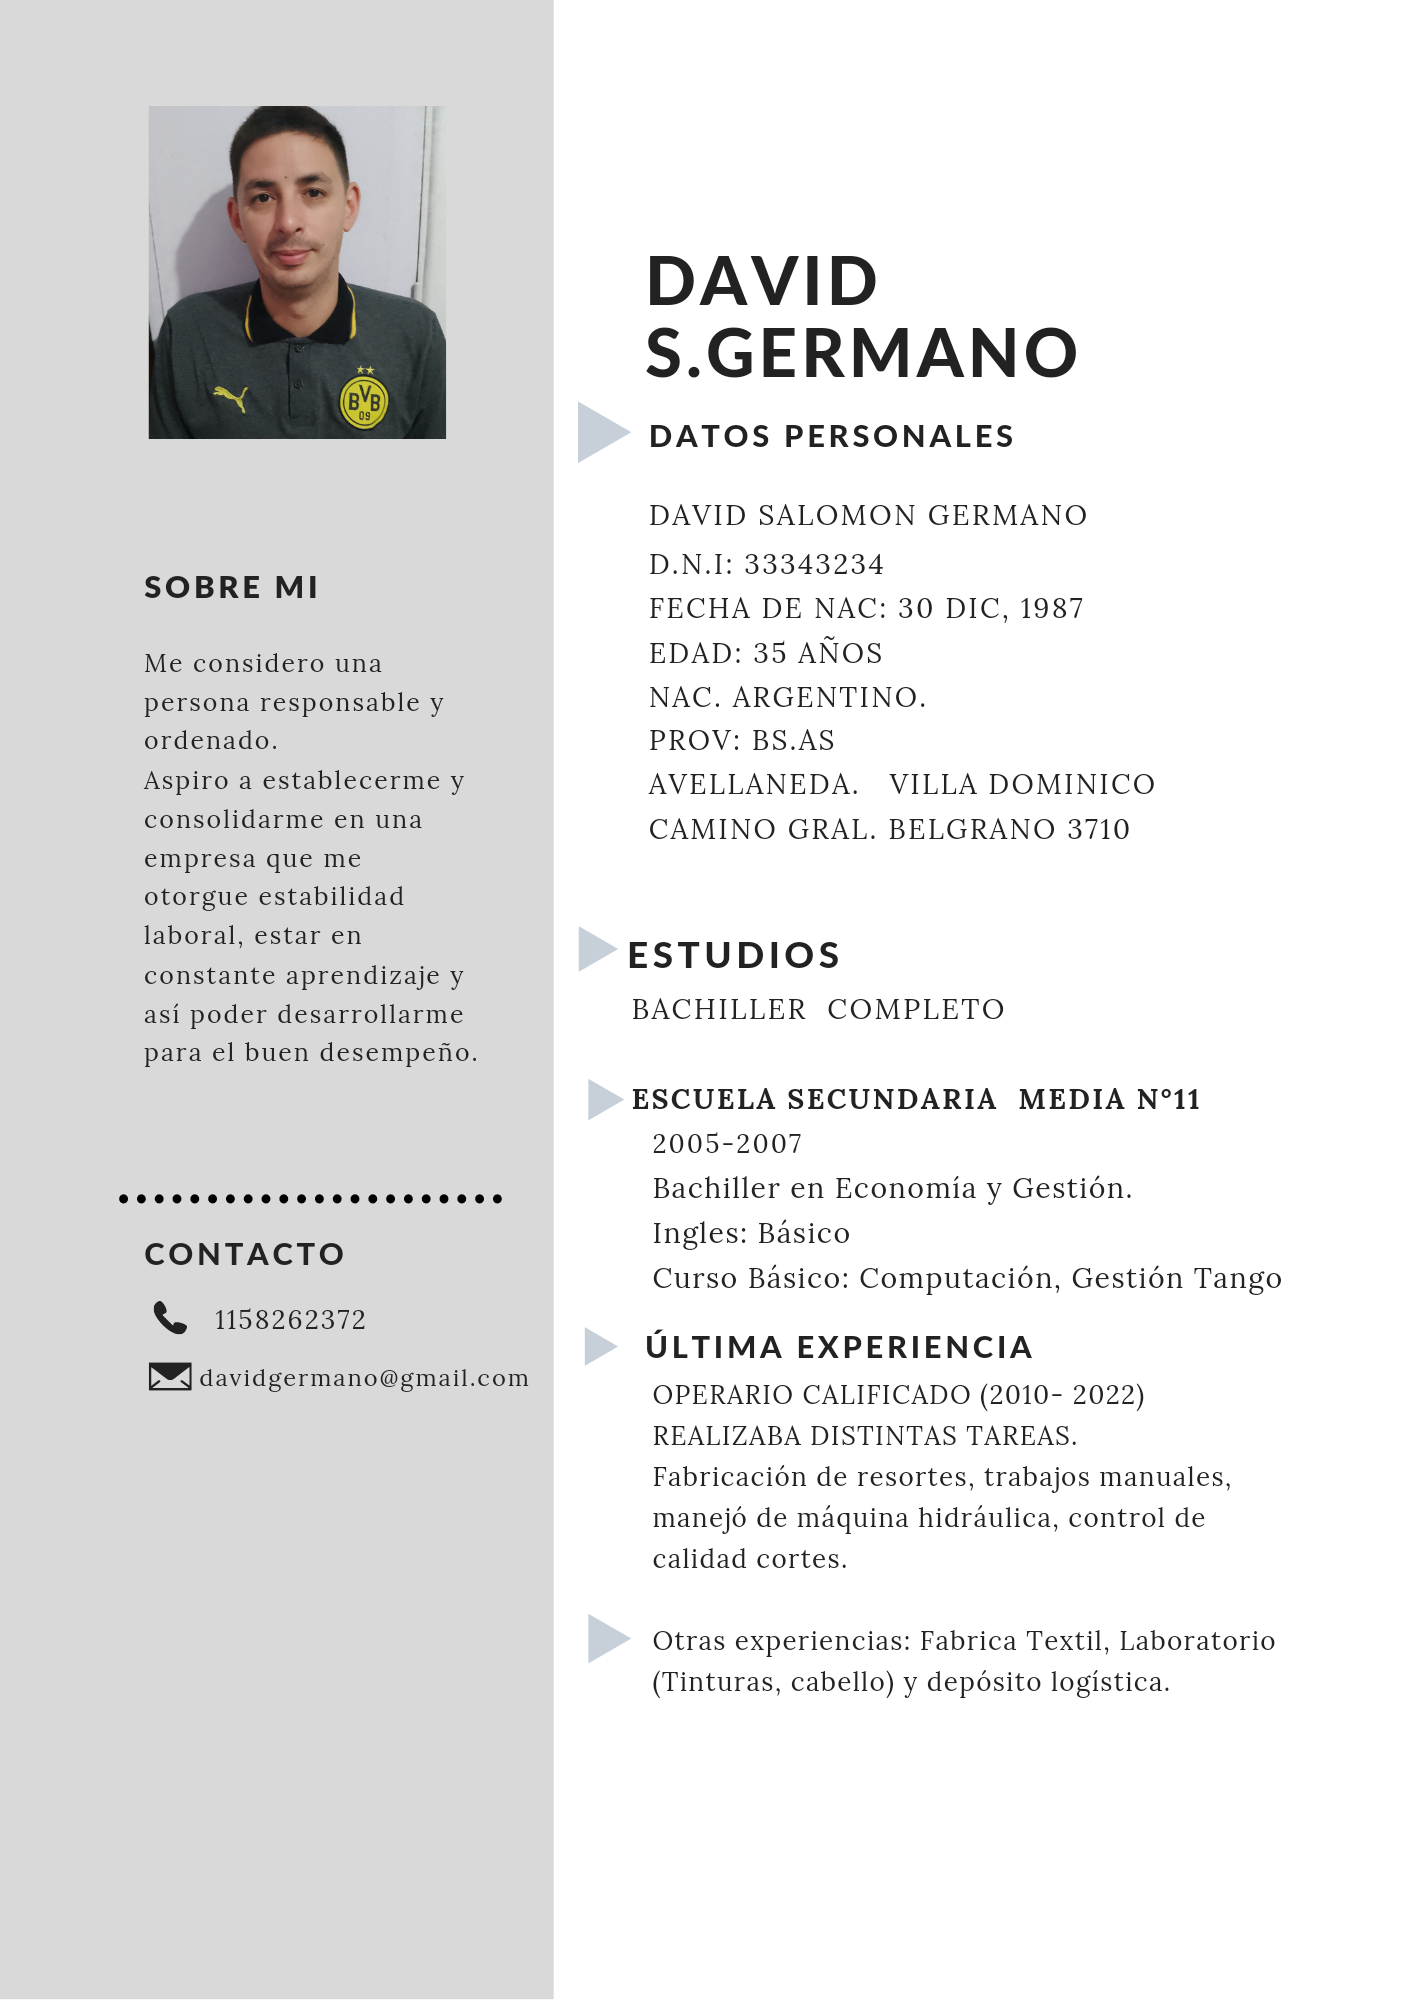 BVB
09
SOBRE MI
Me considero una
persona responsable y
ordenado.
Aspiro a establecerme y
consolidarme en una
empresa que me
otorgue estabilidad
laboral, estar en
constante aprendizaje y
así poder desarrollarme
para el buen desempeño.
CONTACTO
1158262372
davidgermano@gmail.com
DAVID
S.GERMANO
DATOS PERSONALES
DAVID SALOMON GERMANO
D.N.I: 33343234
FECHA DE NAC: 30 DIC, 1987
EDAD: 35 AÑOS
NAC. ARGENTINO.
PROV: BS.AS
AVELLANEDA. VILLA DOMINICO
CAMINO GRAL. BELGRANO 3710
ESTUDIOS
BACHILLER COMPLETO
ESCUELA SECUNDARIA MEDIA N°11
2005-2007
Bachiller en Economía y Gestión.
Ingles: Básico
Curso Básico: Computación, Gestión Tango
ÚLTIMA EXPERIENCIA
OPERARIO CALIFICADO (2010- 2022)
REALIZABA DISTINTAS TAREAS.
Fabricación de resortes, trabajos manuales,
manejó de máquina hidráulica, control de
calidad cortes.
Otras experiencias: Fabrica Textil, Laboratorio
(Tinturas, cabello) y depósito logística.